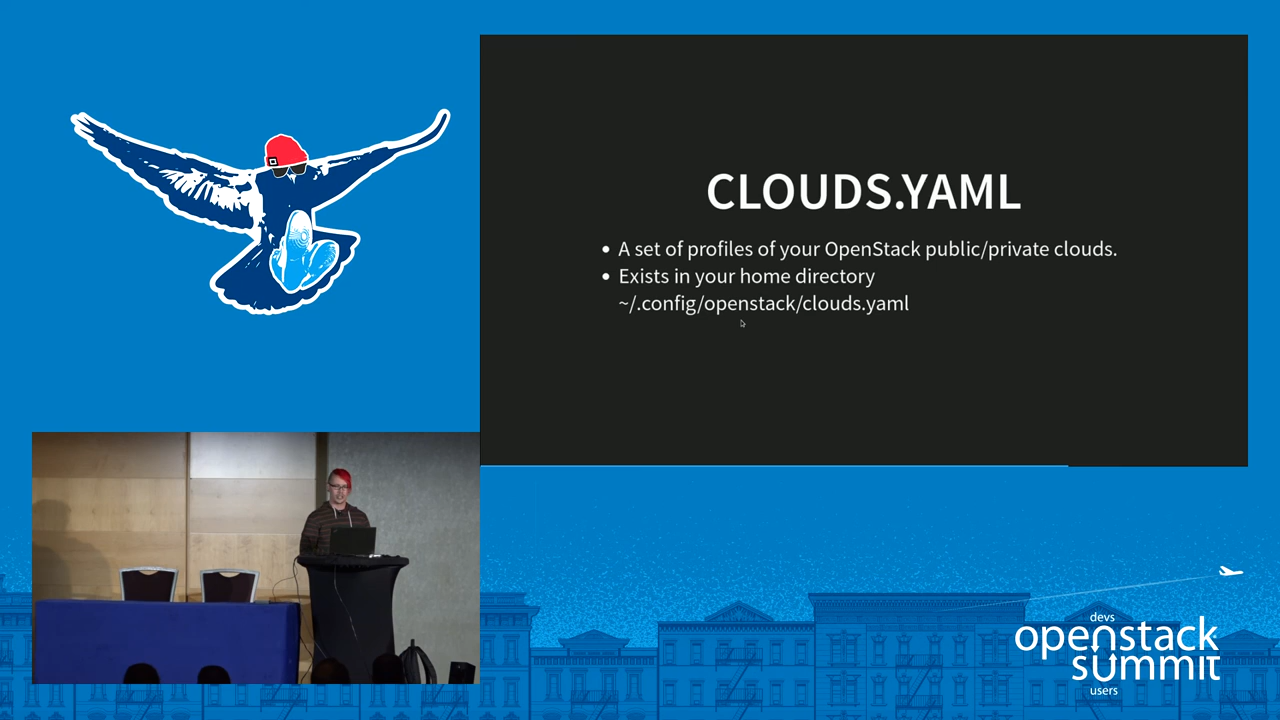 CLOUDS.YAML
• A set of profiles of your OpenStack public/private clouds.
• Exists in your home directory
~/.config/openstack/clouds.yaml
devs
openstack
summit
users